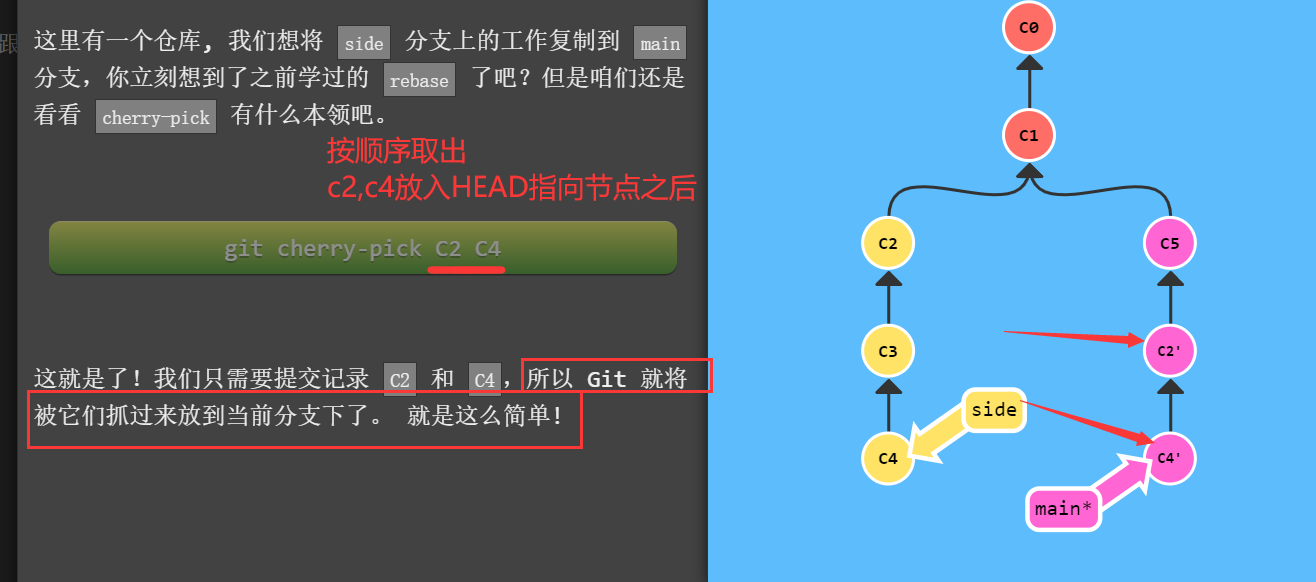 跟
这里有一个仓库, 我们想将 side 分支上的工作复制到 main
分支，你立刻想到了之前学过的 rebase 了吧？但是咱们还是
看看 cherry-pick 有什么本领吧。
按顺序取出
c2,c4放入HEAD指向节点之后
git cherry-pick C2 C4
这就是了！我们只需要提交记录 C2 和 C4，所以 Git 就将
被它们抓过来放到当前分支下了。 就是这么简单！
C0
C1
C2
C5
C3
C2'
side
C4
C4'
main*